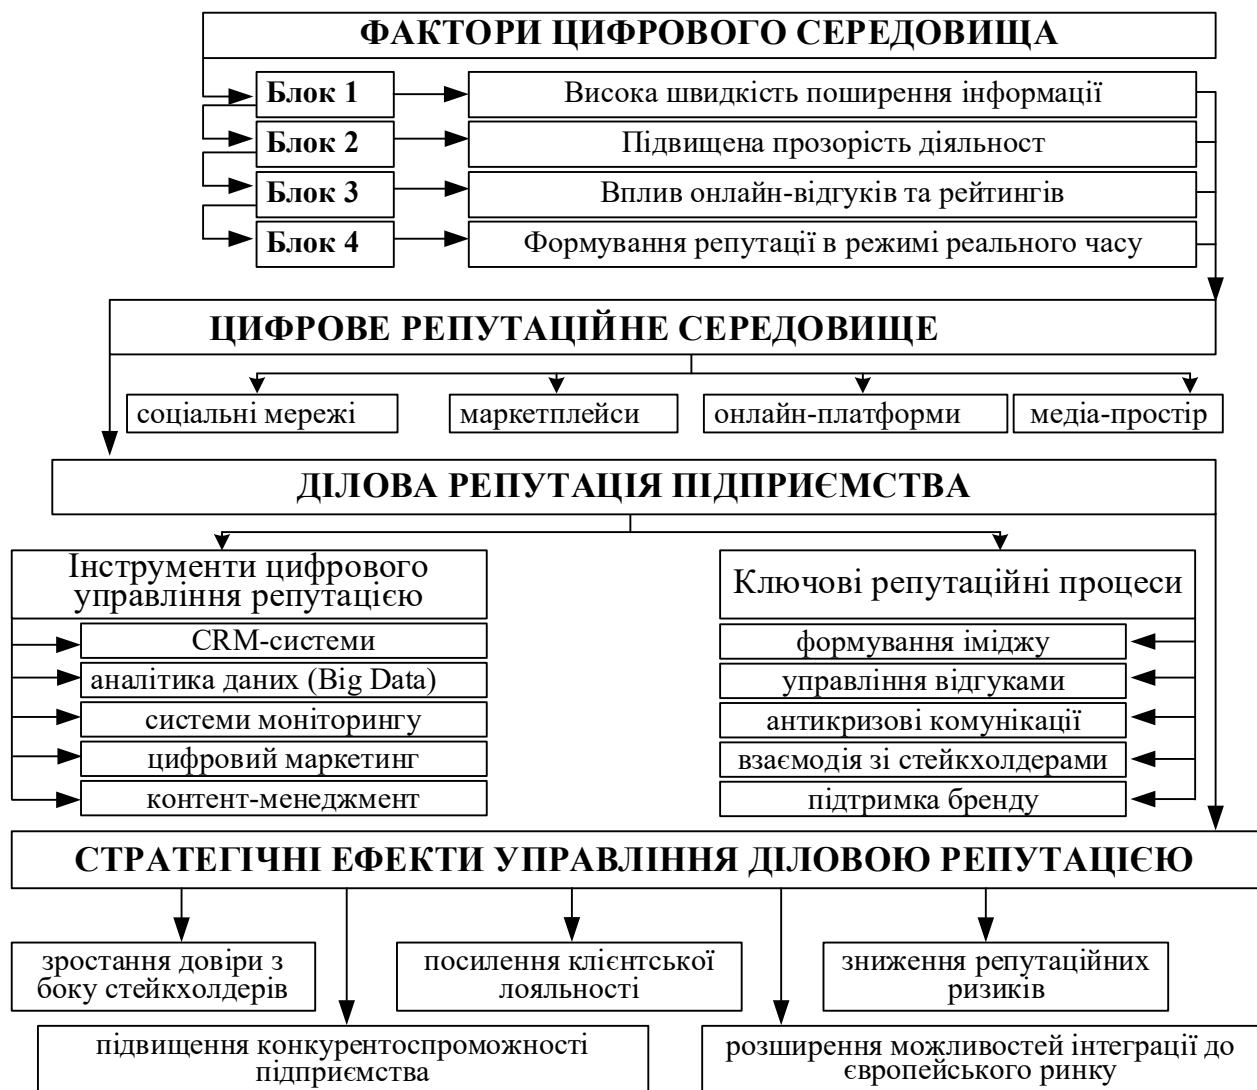 ФАКТОРИ ЦИФРОВОГО СЕРЕДОВИЩА
Блок 1
Висока швидкість поширення інформації
Блок 2
Підвищена прозорість діяльност
Блок 3
Вплив онлайн-відгуків та рейтингів
Блок 4
Формування репутації в режимі реального часу
ЦИФРОВЕ РЕПУТАЦІЙНЕ СЕРЕДОВИЩЕ
соціальні мережі
маркетплейси
онлайн-платформи
медіа-простір
ДІЛОВА РЕПУТАЦІЯ ПІДПРИЄМСТВА
Інструменти цифрового
управління репутацією
CRM-системи
аналітика даних (Big Data)
системи моніторингу
цифровий маркетинг
контент-менеджмент
Ключові репутаційні процеси
формування іміджу
управління відгуками
антикризові комунікації
взаємодія зі стейкхолдерами
підтримка бренду
СТРАТЕГІЧНІ ЕФЕКТИ УПРАВЛІННЯ ДІЛОВОЮ РЕПУТАЦІЄЮ
зростання довіри з
боку стейкхолдерів
посилення клієнтської
лояльності
зниження репутаційних
ризиків
підвищення конкурентоспроможності
підприємства
розширення можливостей інтеграції до
європейського ринку